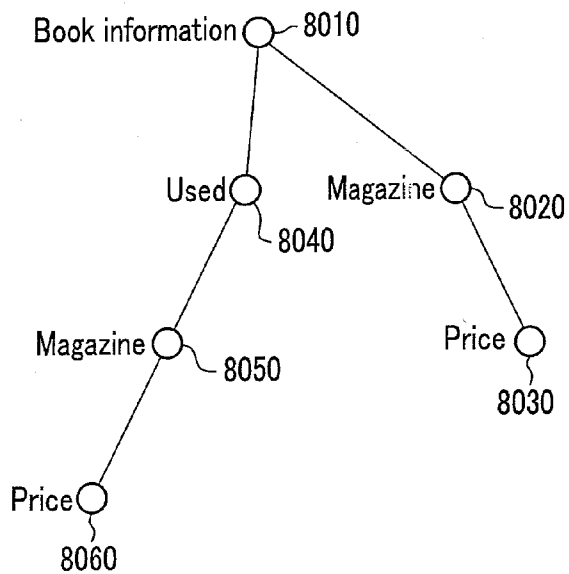 Book information 8010
Used 8040
Magazine 8020
Magazine 8050
Price 8030
Price 8060